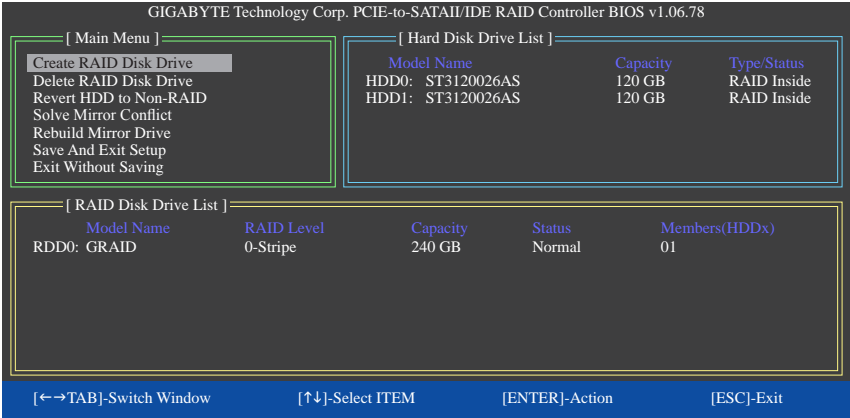 GIGABYTE Technology Corp. PCIE-to-SATAII/IDE RAID Controller BIOS v1.06.78
[ Main Menu ]
Create RAID Disk Drive
Delete RAID Disk Drive
Revert HDD to Non-RAID
Solve Mirror Conflict
Rebuild Mirror Drive
Save And Exit Setup
Exit Without Saving
[ Hard Disk Drive List ]
Model Name Capacity Type/Status
HDD0: ST3120026AS 120 GB RAID Inside
HDD1: ST3120026AS 120 GB RAID Inside
[ RAID Disk Drive List ]
Model Name RAID Level Capacity Status Members(HDDx)
RDD0: GRAID 0-Stripe 240 GB Normal 01
[←→TAB]-Switch Window [↑↓]-Select ITEM [ENTER]-Action [ESC]-Exit